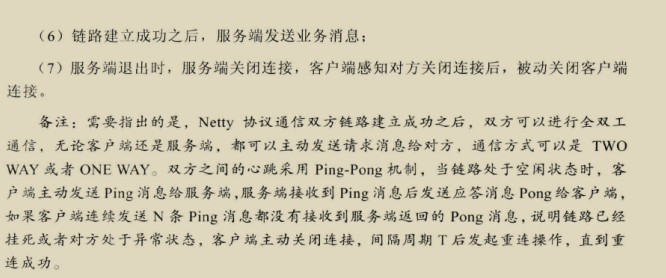 （6）链路建立成功之后，服务端发送业务消息；
（7）服务端退出时，服务端关闭连接，客户端感知对方关闭连接后，被动关闭客户端
连接。
备注：需要指出的是，Netty 协议通信双方链路建立成功之后，双方可以进行全双工
通信，无论客户端还是服务端，都可以主动发送请求消息给对方，通信方式可以是 TWO
WAY 或者 ONE WAY。双方之间的心跳采用 Ping-Pong 机制，当链路处于空闲状态时，客
户端主动发送 Ping 消息给服务端，服务端接收到 Ping 消息后发送应答消息 Pong 给客户端，
如果客户端连续发送 N 条 Ping 消息都没有接收到服务端返回的 Pong 消息，说明链路已经
挂死或者对方处于异常状态，客户端主动关闭连接，间隔周期 T 后发起重连操作，直到重
连成功。